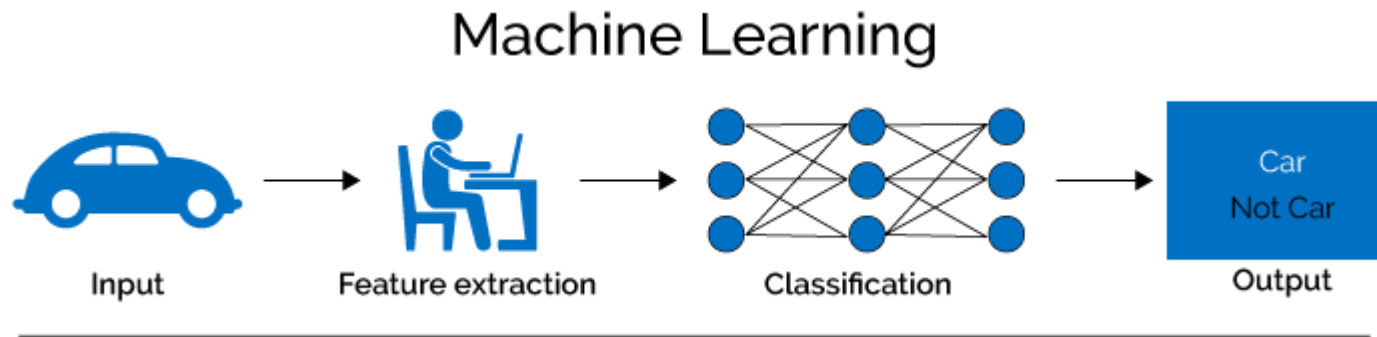 Machine Learning
Car
Not Car
Input
Feature extraction
Classification
Output